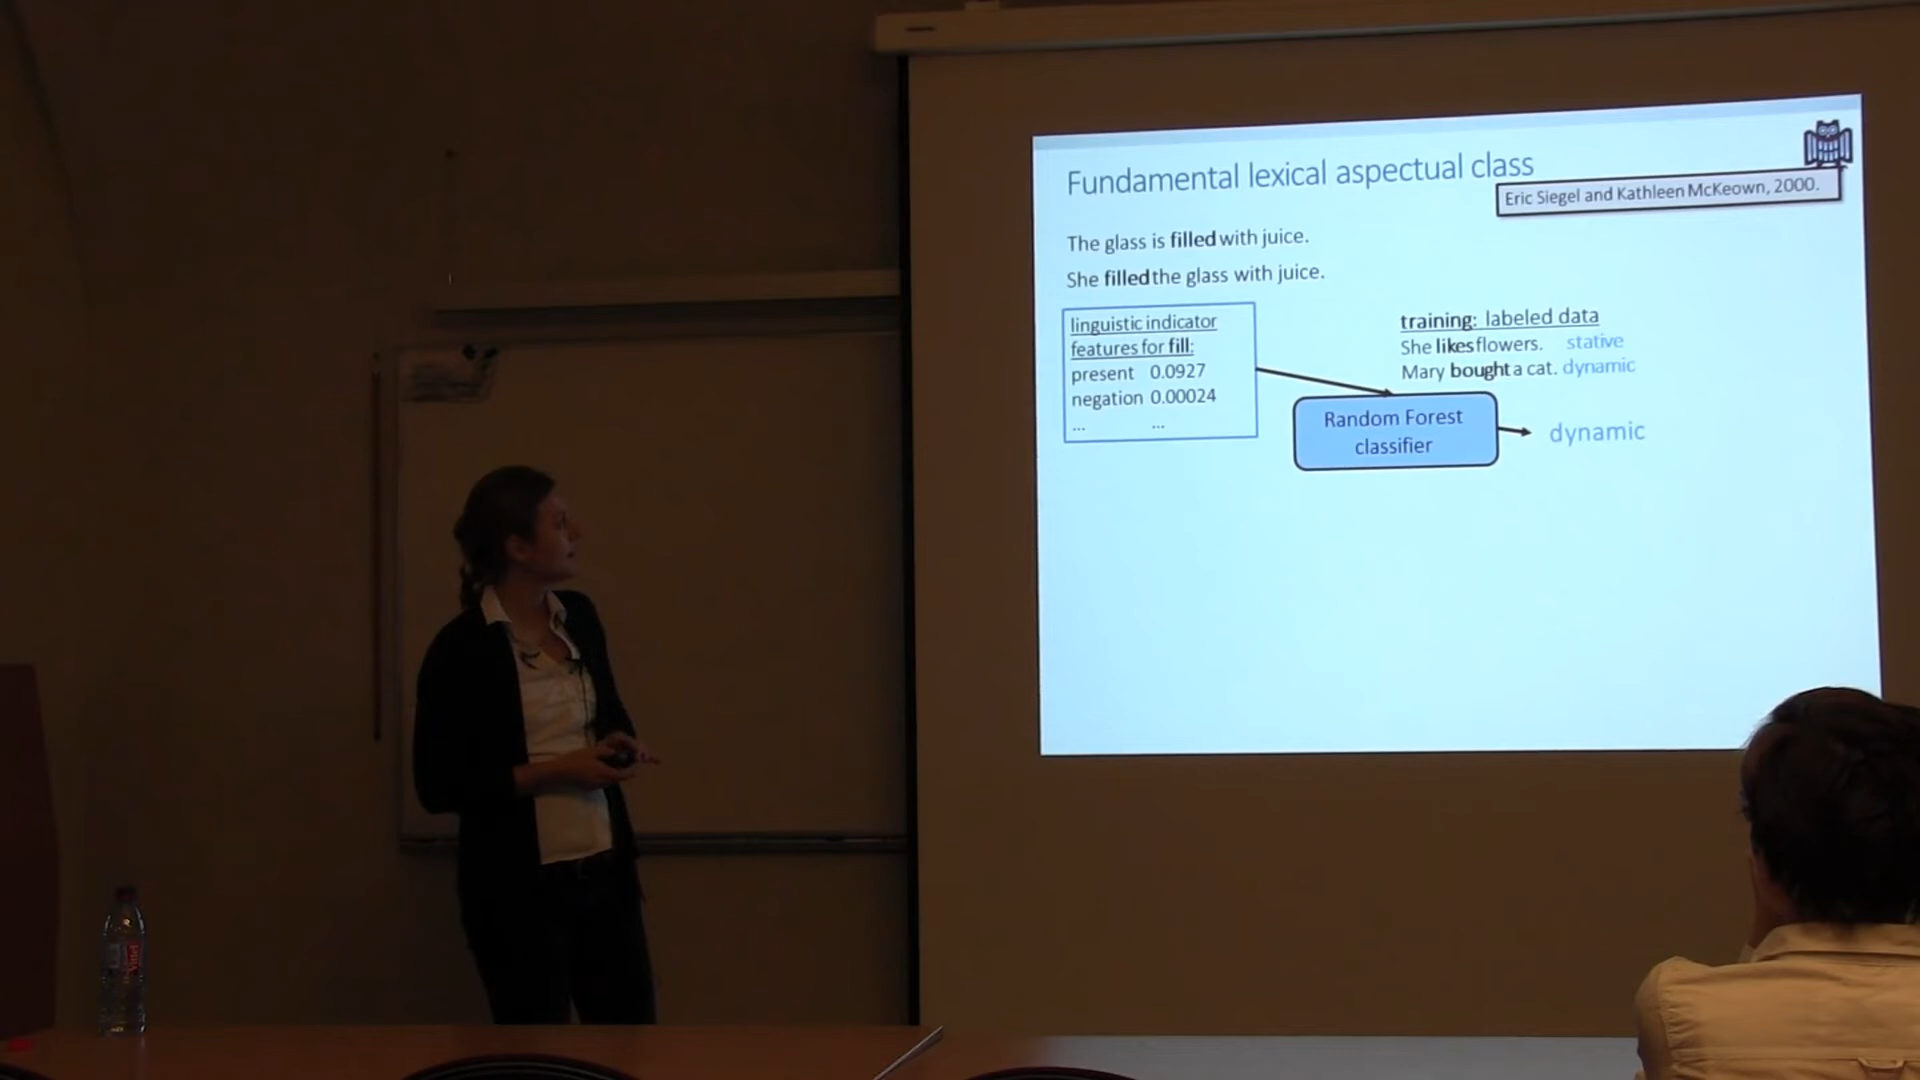 Fundamental lexical aspectual class
Eric Siegel and Kathleen McKeown, 2000.
The glass is filled with juice.
She filled the glass with juice.
linguistic indicator
features for fill:
present 0.0927
negation 0.00024
... ...
training: labeled data
She likes flowers. stative
Mary bought a cat. dynamic
Random Forest
classifier
dynamic
Vittel